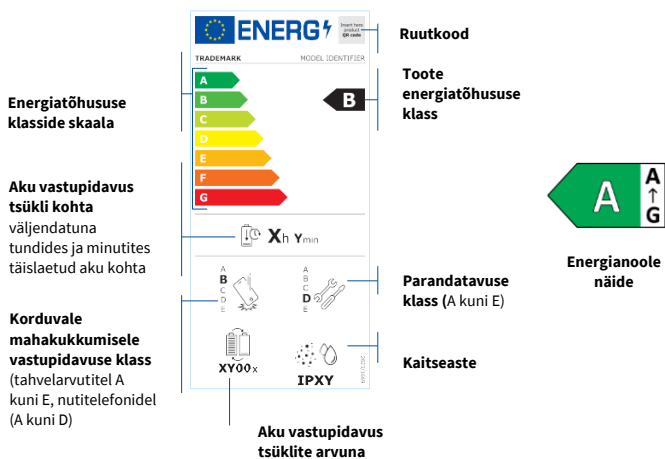 ENERG
Insert here
product
QR code
Ruutkood
TRADEMARK
MODEL IDENTIFIER
A
B
C
D
E
F
G
B
Toote
energiatõhususe
klass
Energiatõhususe
klasside skaala
Aku vastupidavus
tsükli kohta
väljendatuna
tundides ja minutites
täislaetud aku kohta
Xh Ymin
A
B
C
D
E
A
B
C
D
E
Parandatavuse
klass (A kuni E)
Korduvale
mahakukkumisele
vastupidavuse klass
(tahvelarvutitel A
kuni E, nutitelefonidel
(A kuni D)
XY00x
IPXY
Kaitseaste
Aku vastupidavus
tsüklite arvuna
A
A
G
Energianoole
näide